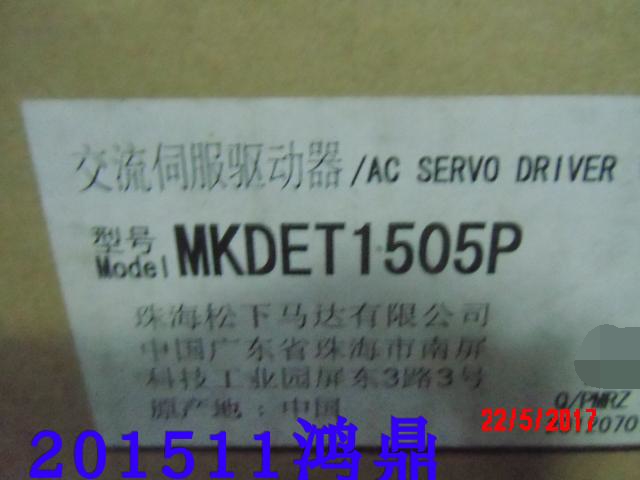 交流伺服驱动器/AC SERVO DRIVER
型号
Model MKDET1505P
珠海松下马达有限公司
中国广东省珠海市南屏
科技工业园屏东3路3号
原产地:中国
Q/PMRZ
22/5/2017
201511鸿鼎